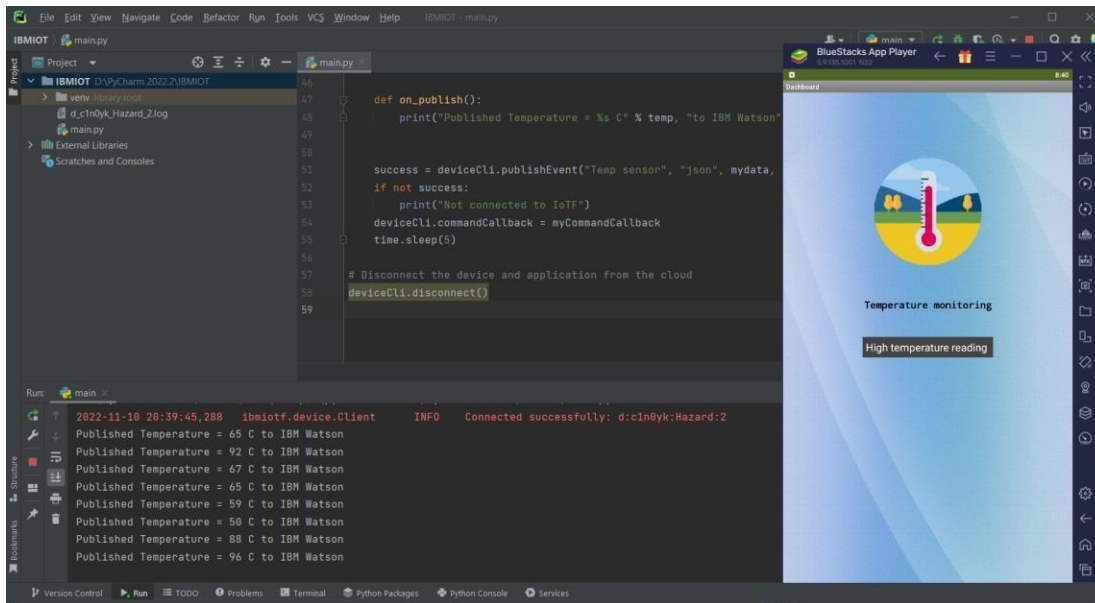 File Edit View Navigate Code Refactor Run Tools VCS Window Help IBMIOT - main.py
IBMIOT main.py
main
Project
main.py
IBMIOT D:\PyCharm 2022.2\IBMIOT
venv library root
d_c1n0yk_Hazard_2.log
main.py
External Libraries
Scratches and Consoles
46
47 def on_publish():
48 print("Published Temperature = %s C" % temp, "to IBM Watson"
49
50
51 success = deviceCli.publishEvent("Temp sensor", "json", mydata,
52 if not success:
53 print("Not connected to IoTF")
54 deviceCli.commandCallback = myCommandCallback
55 time.sleep(5)
56
57 # Disconnect the device and application from the cloud
58 deviceCli.disconnect()
59
BlueStacks App Player
8:40
Dashboard
Temperature monitoring
High temperature reading
Run: main
2022-11-10 20:39:45,288 ibmiotf.device.Client INFO Connected successfully: d:c1n0yk:Hazard:2
Published Temperature = 65 C to IBM Watson
Published Temperature = 92 C to IBM Watson
Published Temperature = 67 C to IBM Watson
Published Temperature = 65 C to IBM Watson
Published Temperature = 59 C to IBM Watson
Published Temperature = 50 C to IBM Watson
Published Temperature = 88 C to IBM Watson
Published Temperature = 96 C to IBM Watson
Project
Structure
Bookmarks
Version Control Run TODO Problems Terminal Python Packages Python Console Services